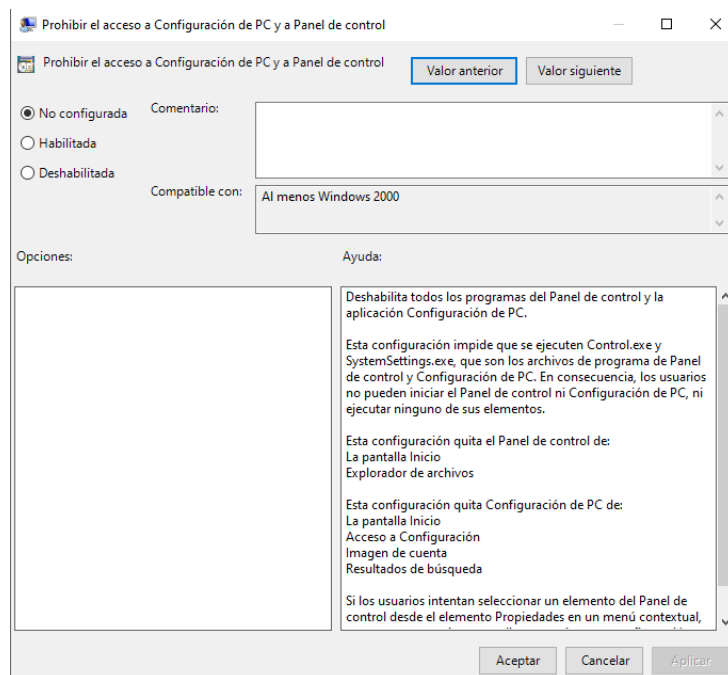 Prohibir el acceso a Configuración de PC y a Panel de control
Prohibir el acceso a Configuración de PC y a Panel de control
Valor anterior
Valor siguiente
No configurada
Comentario:
Habilitada
Deshabilitada
Compatible con:
Al menos Windows 2000
Opciones:
Ayuda:
Deshabilita todos los programas del Panel de control y la
aplicación Configuración de PC.
Esta configuración impide que se ejecuten Control.exe y
SystemSettings.exe, que son los archivos de programa de Panel
de control y Configuración de PC. En consecuencia, los usuarios
no pueden iniciar el Panel de control ni Configuración de PC, ni
ejecutar ninguno de sus elementos.
Esta configuración quita el Panel de control de:
La pantalla Inicio
Explorador de archivos
Esta configuración quita Configuración de PC de:
La pantalla Inicio
Acceso a Configuración
Imagen de cuenta
Resultados de búsqueda
Si los usuarios intentan seleccionar un elemento del Panel de
control desde el elemento Propiedades en un menú contextual,
Aceptar
Cancelar
Aplicar